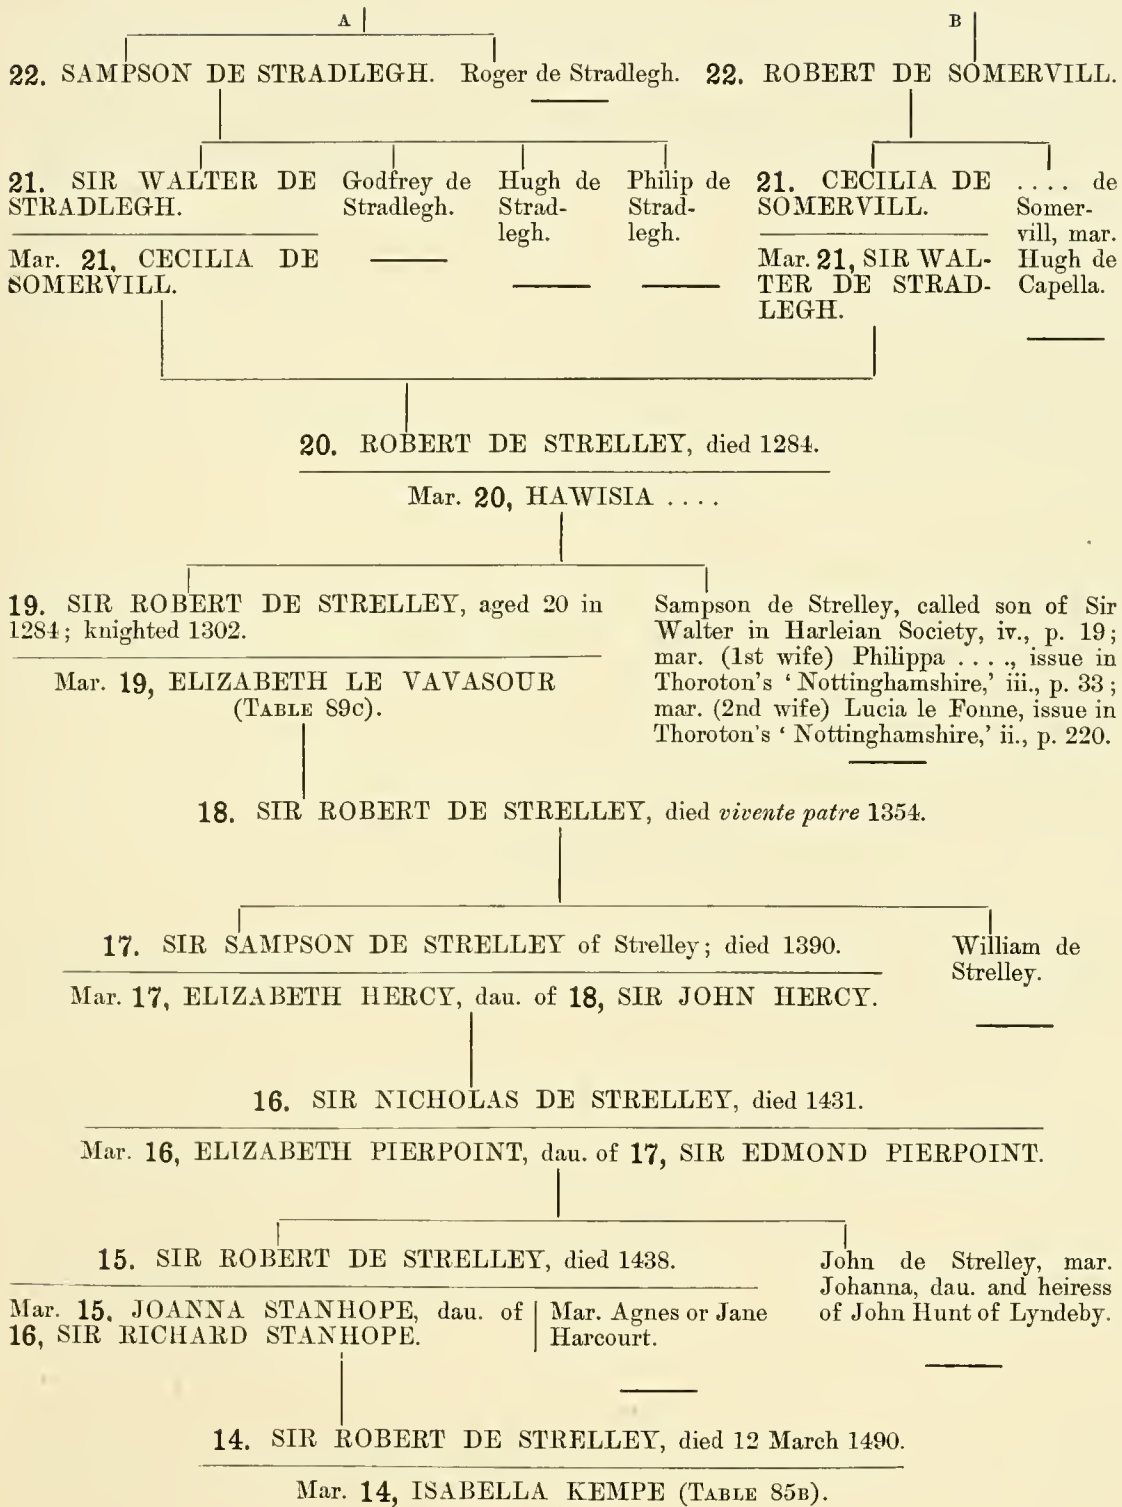 A B
22. SAMPSON DE STRADLEGH. Roger de Stradlegh. 22. ROBERT DE SOMERVILL.
21. SIR WALTER DE
STRADLEGH.
Mar. 21, CECILIA DE
SOMERVILL.
Godfrey de
Stradlegh.
Hugh de
Strad-
legh.
Philip de
Strad-
legh.
21. CECILIA DE
SOMERVILL.
Mar. 21, SIR WAL-
TER DE STRAD-
LEGH.
.... de
Somer-
vill, mar.
Hugh de
Capella.
20. ROBERT DE STRELLEY, died 1284.
Mar. 20, HAWISIA ....
19. SIR ROBERT DE STRELLEY, aged 20 in
1284; knighted 1302.
Mar. 19, ELIZABETH LE VAVASOUR
(TABLE 89C).
Sampson de Strelley, called son of Sir
Walter in Harleian Society, iv., p. 19;
mar. (1st wife) Philippa ...., issue in
Thoroton's ‘Nottinghamshire,’ iii., p. 33;
mar. (2nd wife) Lucia le Fonne, issue in
Thoroton's ‘Nottinghamshire,’ ii., p. 220.
18. SIR ROBERT DE STRELLEY, died vivente patre 1354.
17. SIR SAMPSON DE STRELLEY of Strelley; died 1390.
Mar. 17, ELIZABETH HERCY, dau. of 18, SIR JOHN HERCY.
William de
Strelley.
16. SIR NICHOLAS DE STRELLEY, died 1431.
Mar. 16, ELIZABETH PIERPOINT, dau. of 17, SIR EDMOND PIERPOINT.
15. SIR ROBERT DE STRELLEY, died 1438.
Mar. 15, JOANNA STANHOPE, dau. of
16, SIR RICHARD STANHOPE.
Mar. Agnes or Jane
Harcourt.
John de Strelley, mar.
Johanna, dau. and heiress
of John Hunt of Lyndeby.
14. SIR ROBERT DE STRELLEY, died 12 March 1490.
Mar. 14, ISABELLA KEMPE (TABLE 85B).